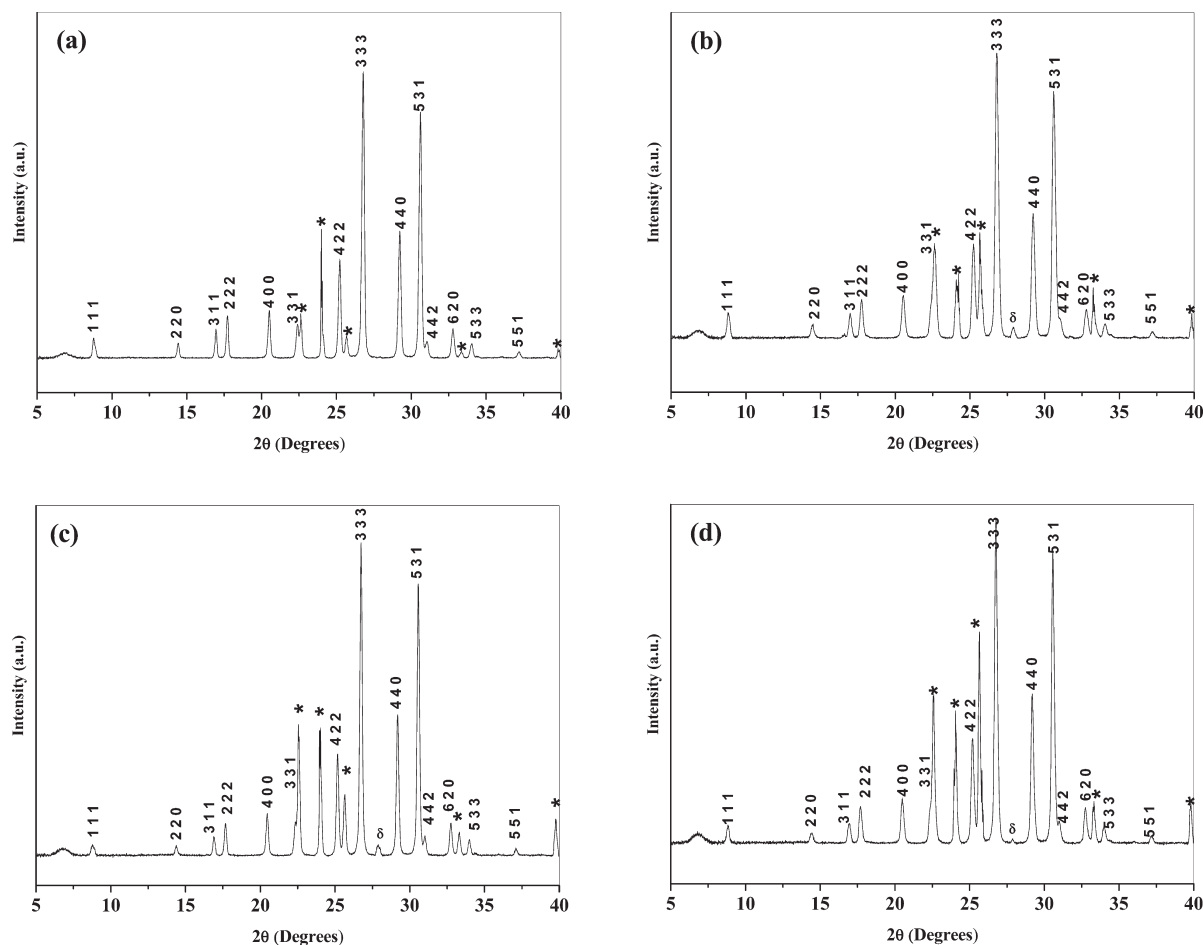 (a)
Intensity (a.u.)
1 1 1
2 2 0
3 1 1
2 2 2
4 0 0
3 3 1
*
*
4 2 2
*
3 3 3
4 4 0
5 3 1
4 4 2
6 2 0
*
5 3 3
5 5 1
*
5 10 15 20 25 30 35 40
2θ (Degrees)
(b)
Intensity (a.u.)
1 1 1
2 2 0
3 1 1
2 2 2
4 0 0
3 3 1
*
*
4 2 2
*
3 3 3
δ
4 4 0
5 3 1
4 4 2
6 2 0
*
5 3 3
5 5 1
*
5 10 15 20 25 30 35 40
2θ (Degrees)
(c)
Intensity (a.u.)
1 1 1
2 2 0
3 1 1
2 2 2
4 0 0
3 3 1
*
*
4 2 2
*
3 3 3
δ
4 4 0
5 3 1
4 4 2
6 2 0
*
5 3 3
5 5 1
*
5 10 15 20 25 30 35 40
2θ (Degrees)
(d)
Intensity (a.u.)
1 1 1
2 2 0
3 1 1
2 2 2
4 0 0
3 3 1
*
*
4 2 2
*
3 3 3
δ
4 4 0
5 3 1
4 4 2
6 2 0
*
5 3 3
5 5 1
*
5 10 15 20 25 30 35 40
2θ (Degrees)